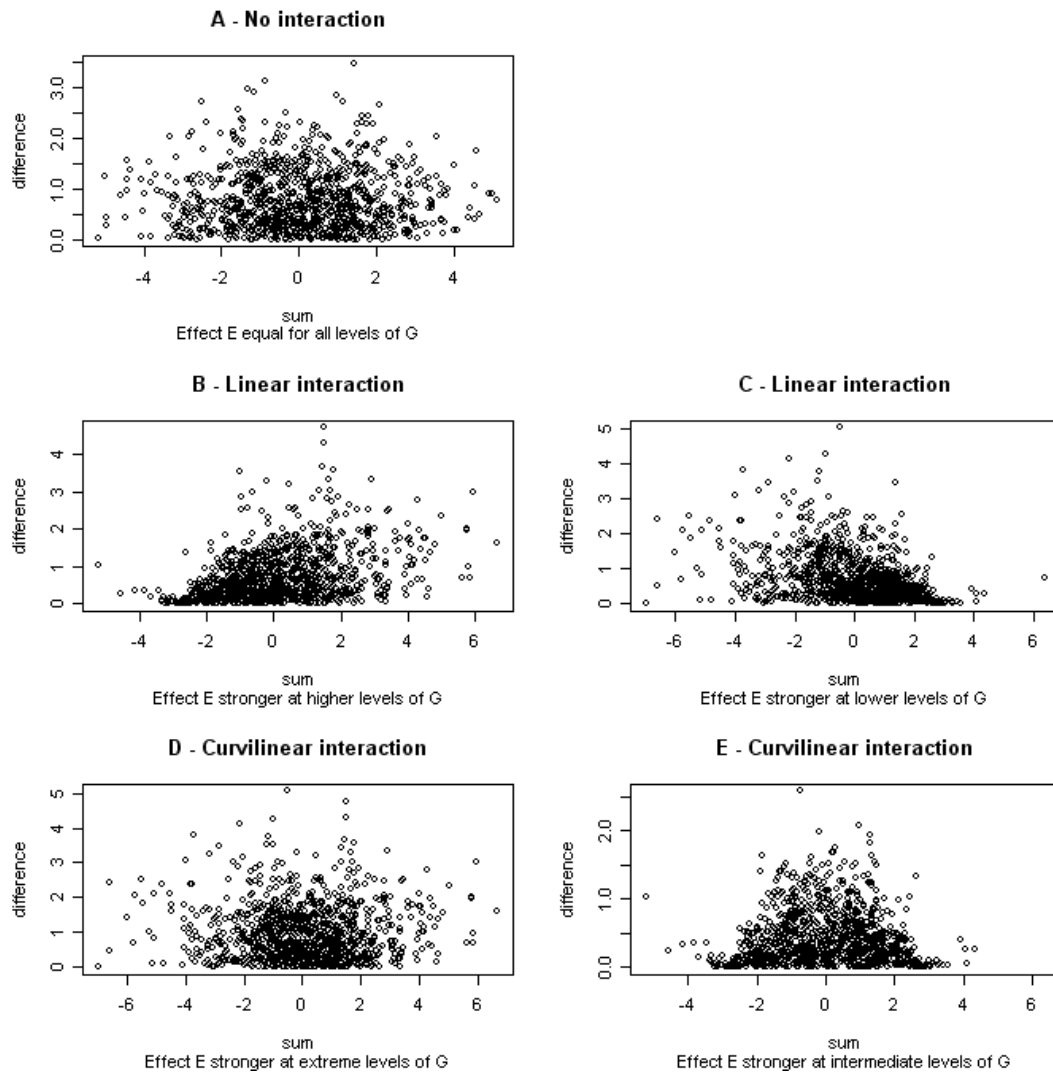 A - No interaction
difference
0.0 1.0 2.0 3.0
-4 -2 0 2 4
sum
Effect E equal for all levels of G
B - Linear interaction
difference
0 1 2 3 4
-4 -2 0 2 4 6
sum
Effect E stronger at higher levels of G
C - Linear interaction
difference
0 1 2 3 4 5
-6 -4 -2 0 2 4 6
sum
Effect E stronger at lower levels of G
D - Curvilinear interaction
difference
0 1 2 3 4 5
-6 -4 -2 0 2 4 6
sum
Effect E stronger at extreme levels of G
E - Curvilinear interaction
difference
0.0 1.0 2.0
-4 -2 0 2 4 6
sum
Effect E stronger at intermediate levels of G